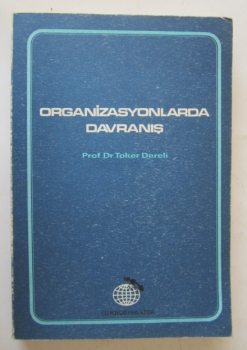 ORGANİZASYONLARDA
DAVRANIŞ
Prof. Dr. Toker Dereli